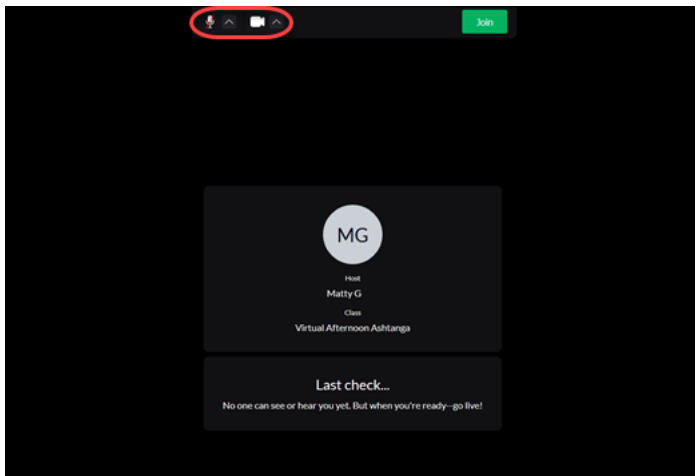 Join
MG
Host
Matty G
Class
Virtual Afternoon Ashtanga
Last check...
No one can see or hear you yet. But when you're ready--go live!